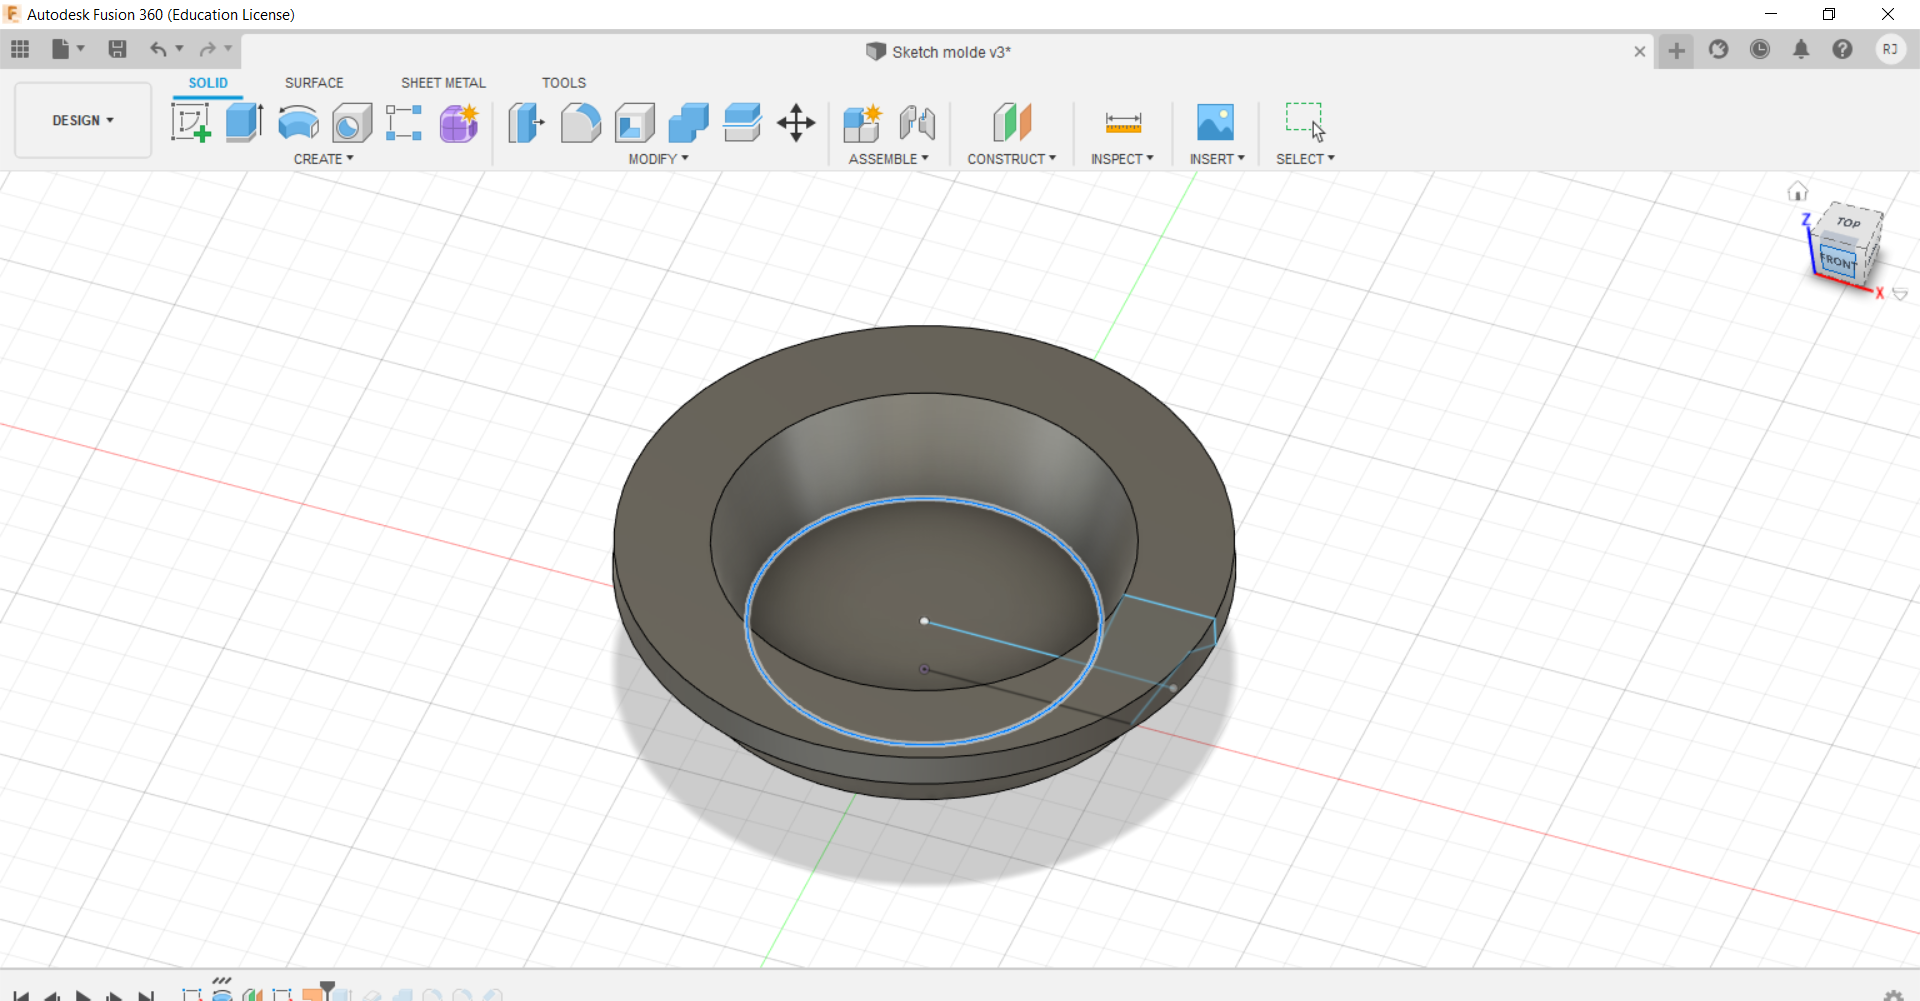 Autodesk Fusion 360 (Education License)
Sketch molde v3*
RJ
SOLID SURFACE SHEET METAL TOOLS
DESIGN
CREATE MODIFY ASSEMBLE CONSTRUCT INSPECT INSERT SELECT
TOP
Z
FRONT
X